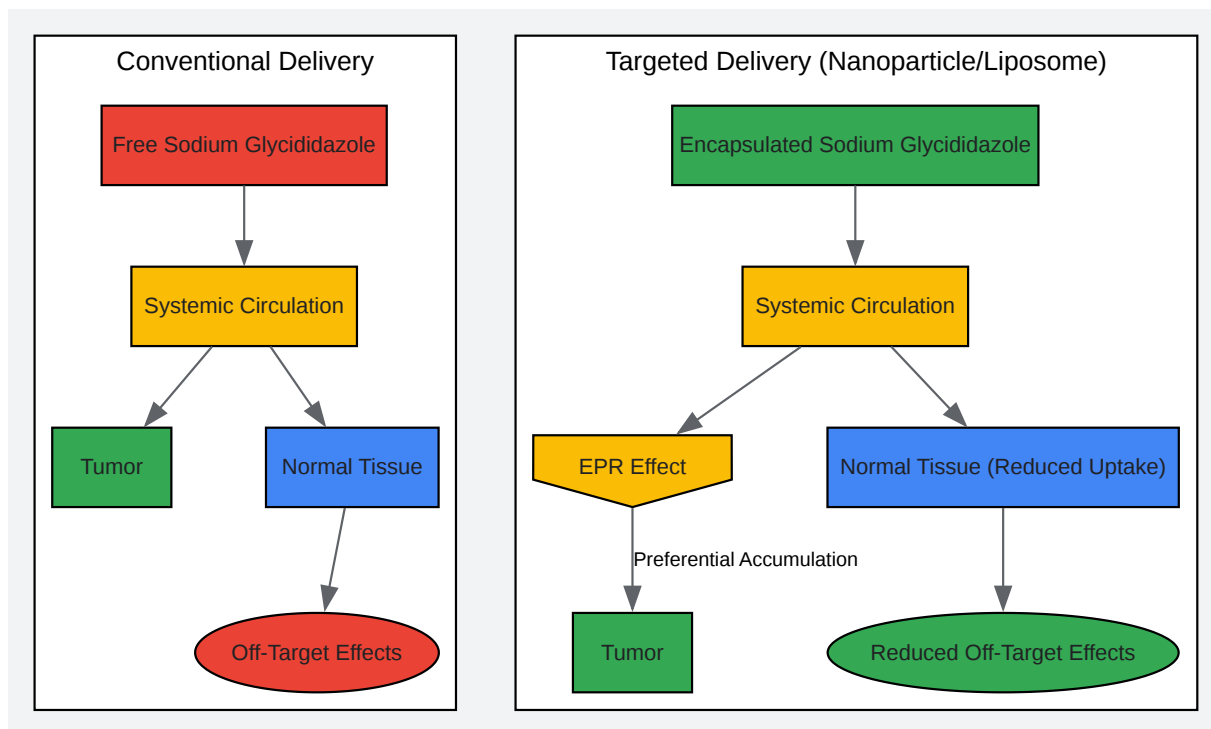 Conventional Delivery
Free Sodium Glycididazole
Systemic Circulation
Tumor
Normal Tissue
Off-Target Effects
Targeted Delivery (Nanoparticle/Liposome)
Encapsulated Sodium Glycididazole
Systemic Circulation
EPR Effect
Normal Tissue (Reduced Uptake)
Preferential Accumulation
Tumor
Reduced Off-Target Effects